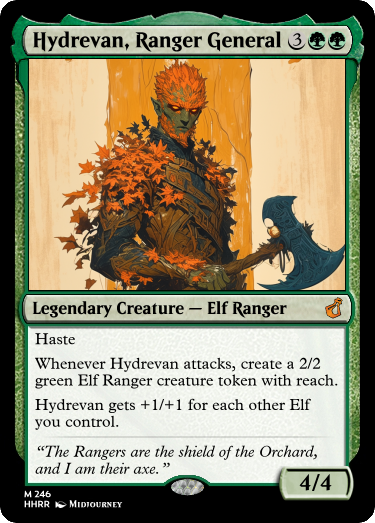 Hydrevan, Ranger General 3
Legendary Creature — Elf Ranger
Haste
Whenever Hydrevan attacks, create a 2/2
green Elf Ranger creature token with reach.
Hydrevan gets +1/+1 for each other Elf
you control.
“The Rangers are the shield of the Orchard,
and I am their axe.”
4/4
M 246
HHRR Midjourney